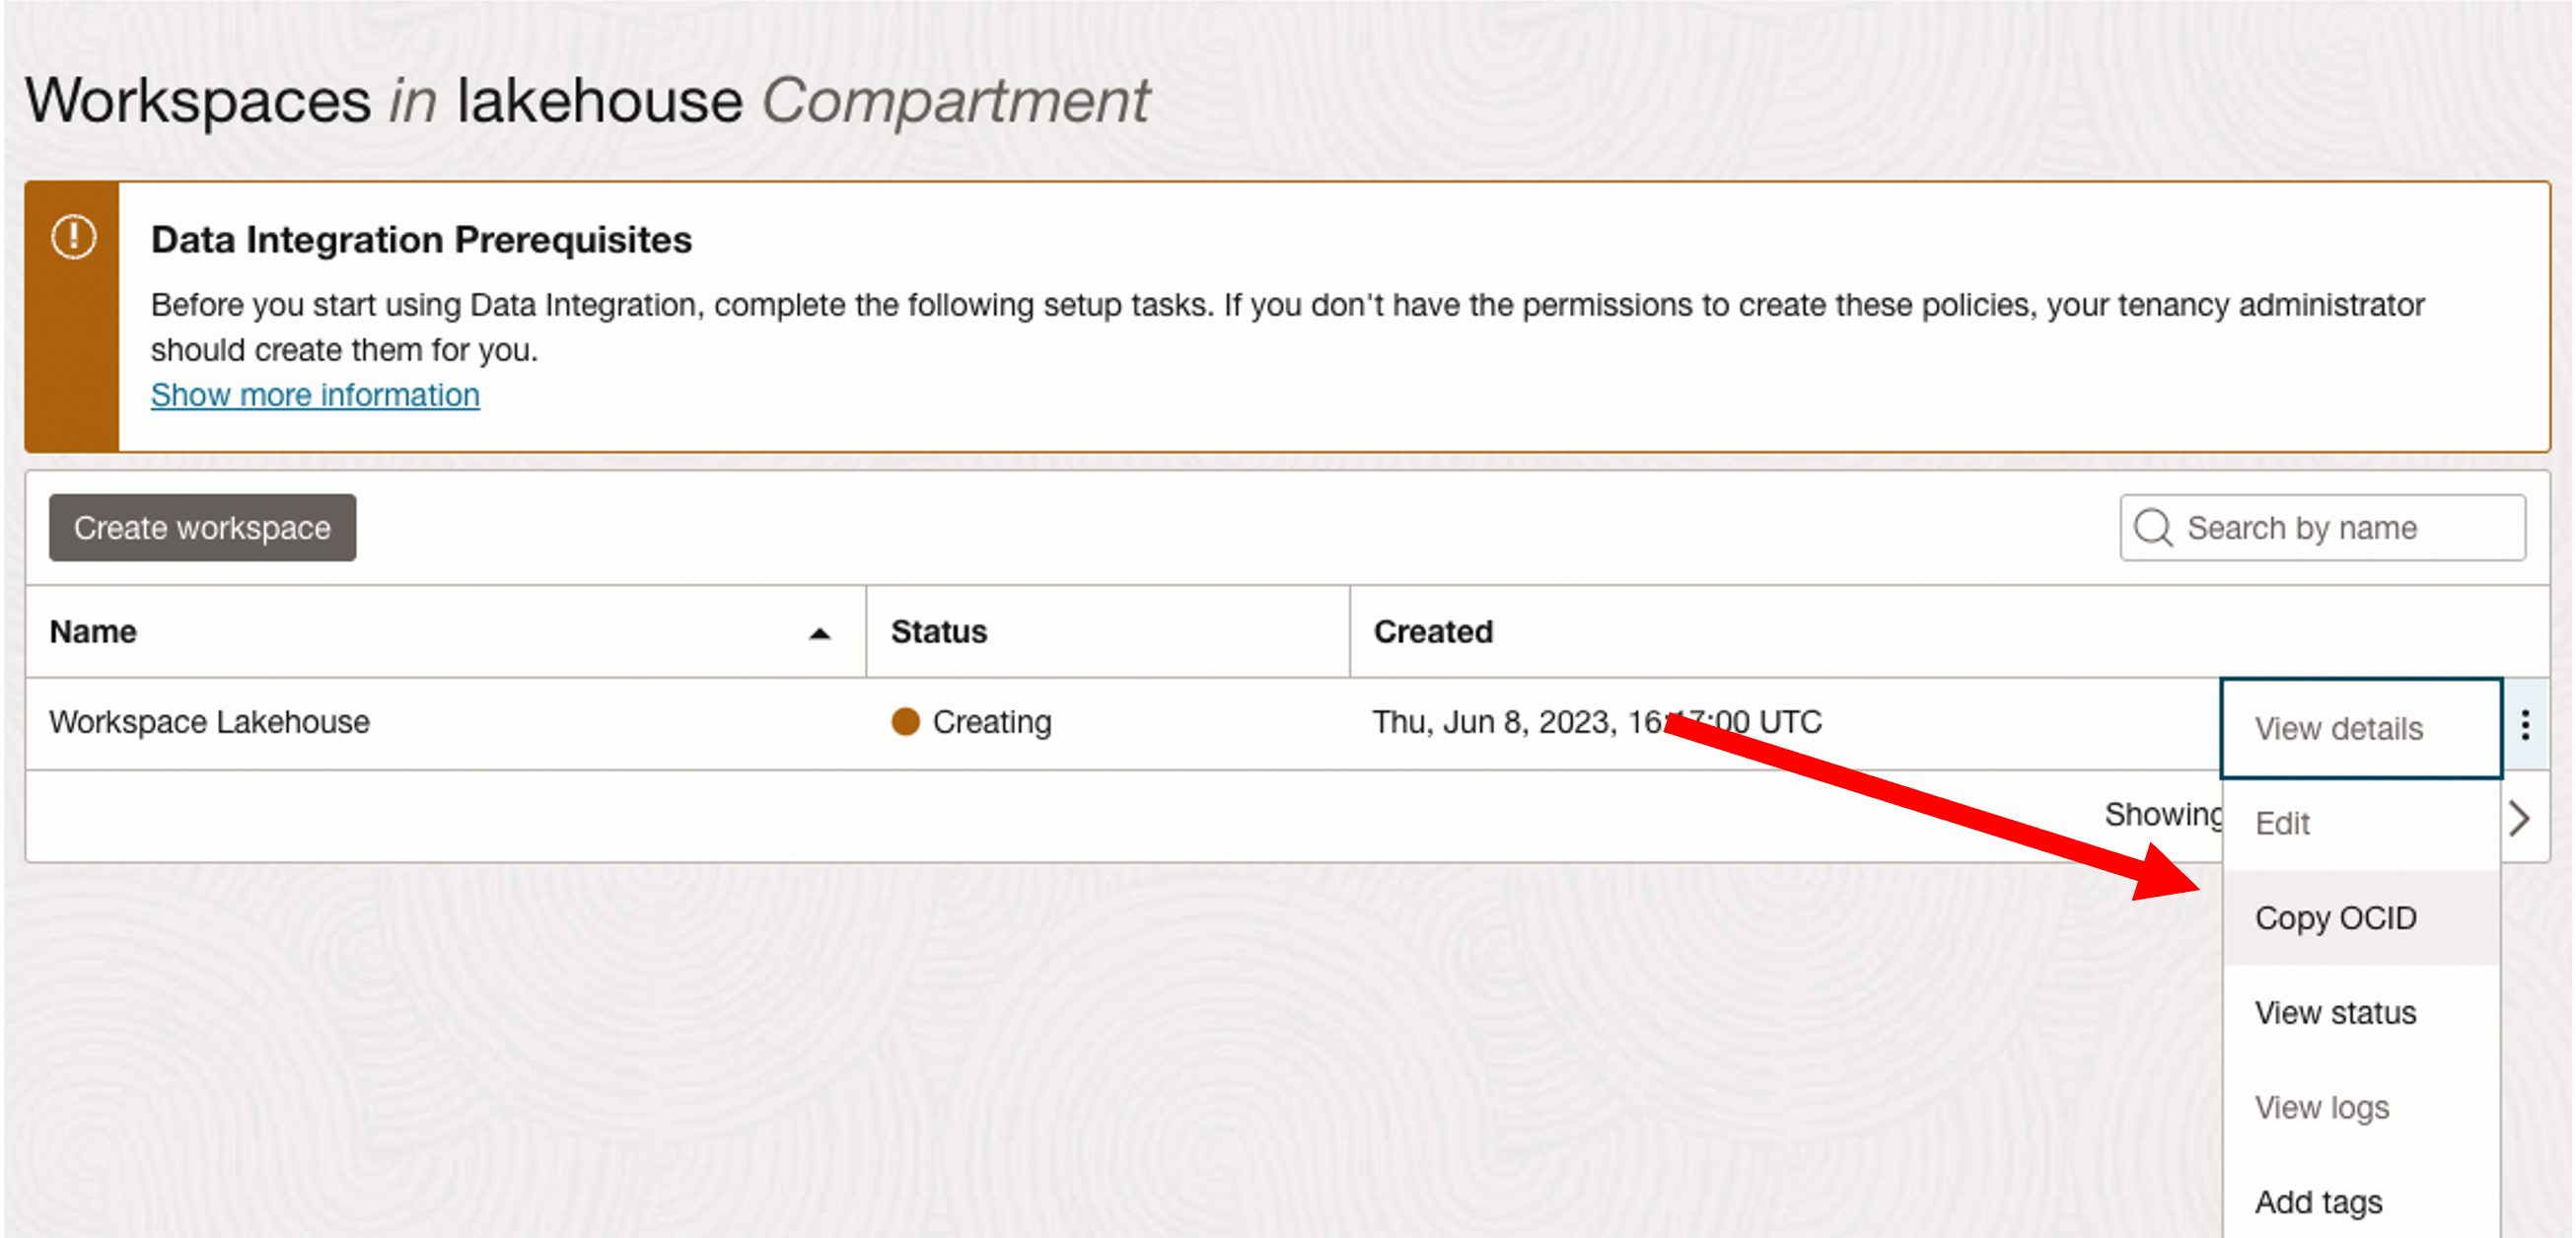 Workspaces in lakehouse Compartment
Data Integration Prerequisites
Before you start using Data Integration, complete the following setup tasks. If you don't have the permissions to create these policies, your tenancy administrator
should create them for you.
Show more information
Create workspace
Search by name
Name Status Created
Workspace Lakehouse Creating Thu, Jun 8, 2023, 16:17:00 UTC
View details
Showing
Edit
Copy OCID
View status
View logs
Add tags